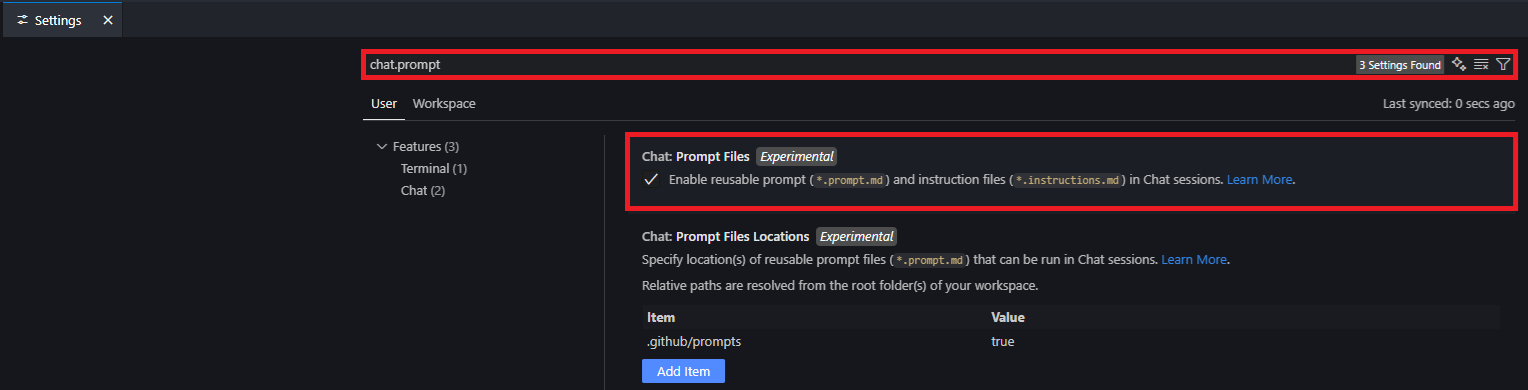 Settings
chat.prompt 3 Settings Found
User Workspace Last synced: 0 secs ago
Features (3)
Terminal (1)
Chat (2)
Chat: Prompt Files Experimental
Enable reusable prompt (*.prompt.md) and instruction files (*.instructions.md) in Chat sessions. Learn More.
Chat: Prompt Files Locations Experimental
Specify location(s) of reusable prompt files (*.prompt.md) that can be run in Chat sessions. Learn More.
Relative paths are resolved from the root folder(s) of your workspace.
Item Value
.github/prompts true
Add Item